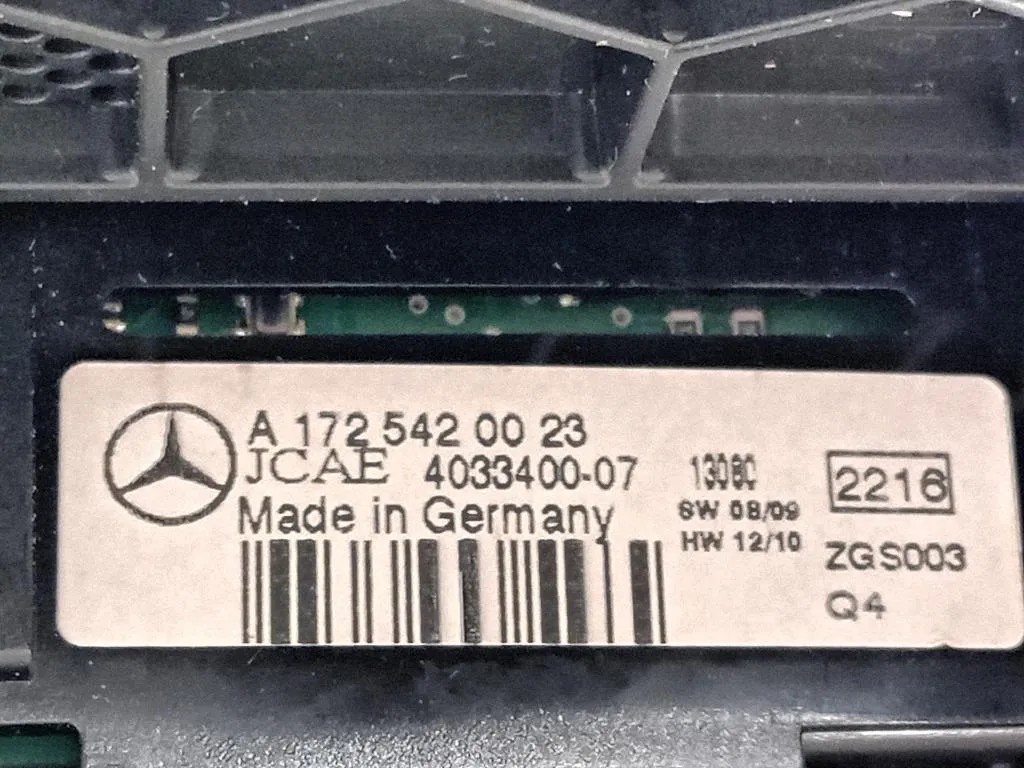 A 172 542 00 23
JCAE 4033400-07
Made in Germany
SW 08/09
HW 12/10
2216
ZGS003
Q4